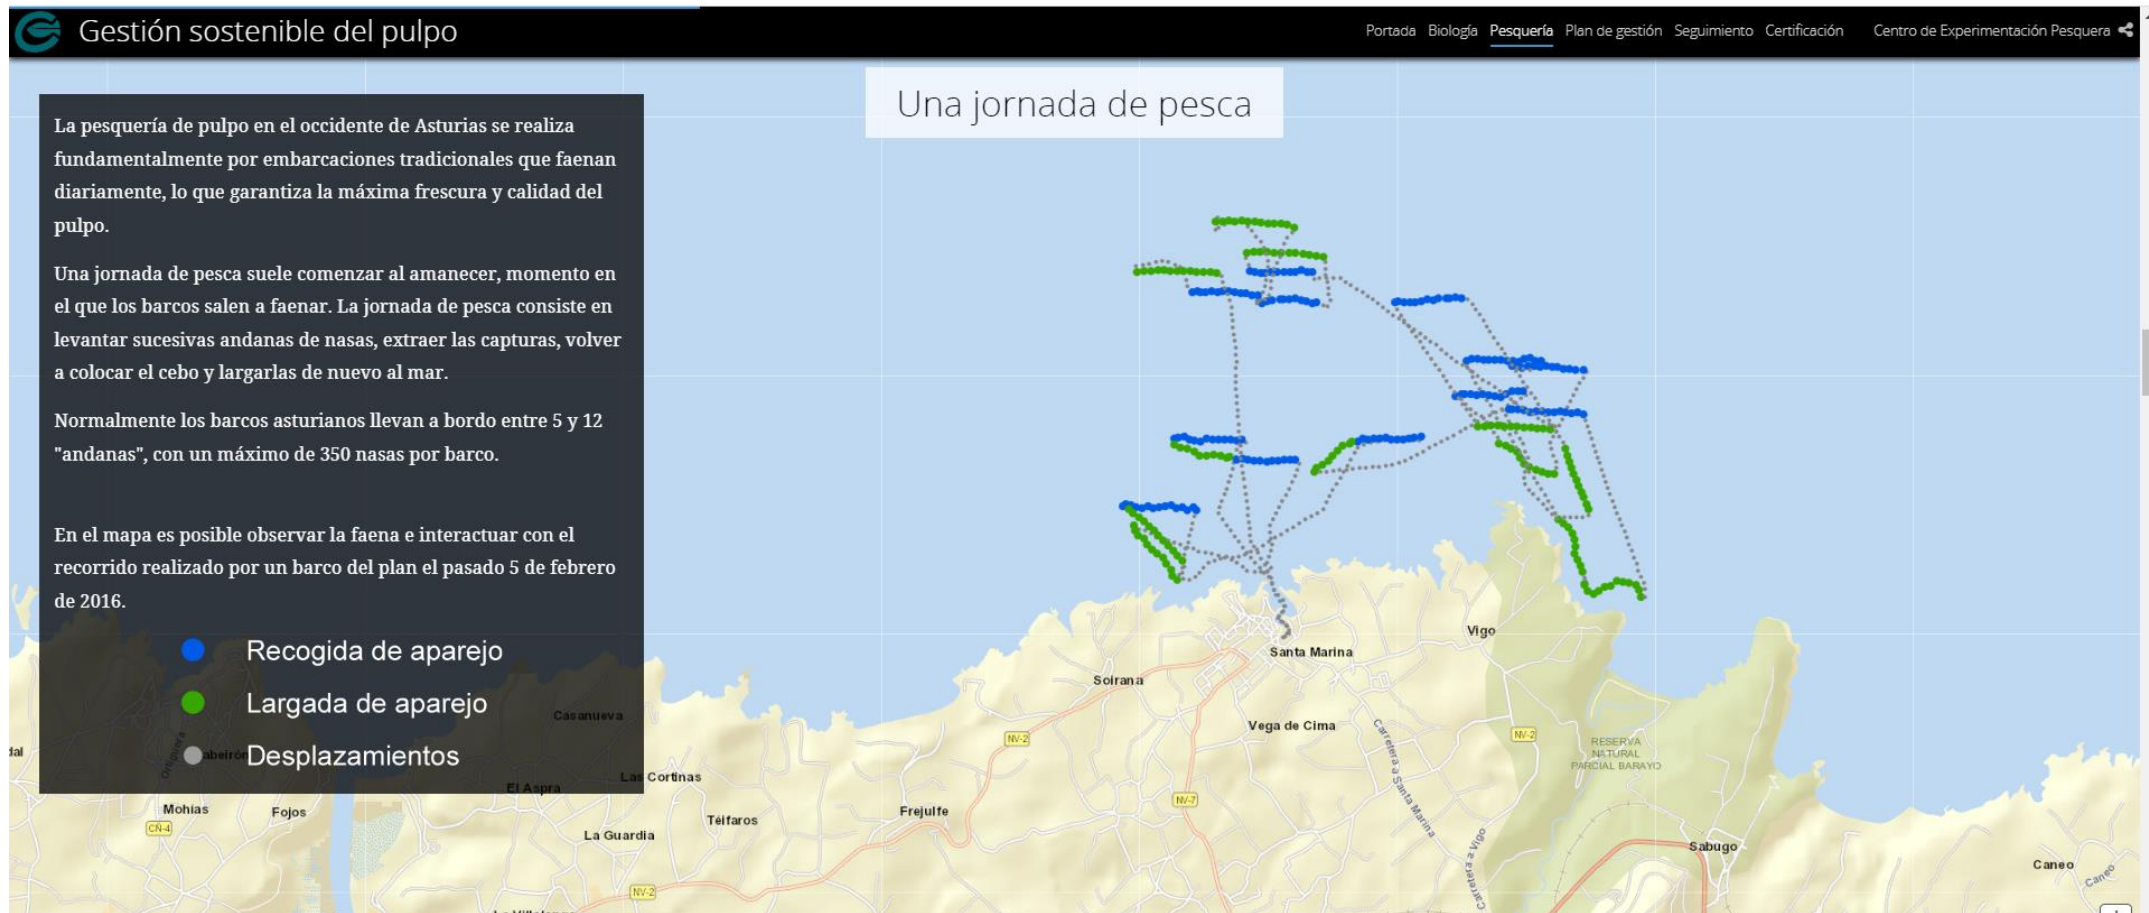 Gestión sostenible del pulpo
Portada Biología Pesquería Plan de gestión Seguimiento Certificación Centro de Experimentación Pesquera
Una jornada de pesca
La pesquería de pulpo en el occidente de Asturias se realiza
fundamentalmente por embarcaciones tradicionales que faenan
diariamente, lo que garantiza la máxima frescura y calidad del
pulpo.
Una jornada de pesca suele comenzar al amanecer, momento en
el que los barcos salen a faenar. La jornada de pesca consiste en
levantar sucesivas andanas de nasas, extraer las capturas, volver
a colocar el cebo y largarlas de nuevo al mar.
Normalmente los barcos asturianos llevan a bordo entre 5 y 12
"andanas", con un máximo de 350 nasas por barco.
En el mapa es posible observar la faena e interactuar con el
recorrido realizado por un barco del plan el pasado 5 de febrero
de 2016.
Recogida de aparejo
Largada de aparejo
Desplazamientos
Casanueva
El Aspra
Las Cortinas
Mohías
CÑ-4
Fojos
La Guardia
Téifaros
NV-2
Frejulfe
NV-2
Soirana
Santa Marina
Vigo
Vega de Cima
NV-7
Carretera a Santa Marina
Carretera a Vigo
NV-2
RESERVA
NATURAL
PARCIAL BARAYO
Sabugo
Caneo
Caneo